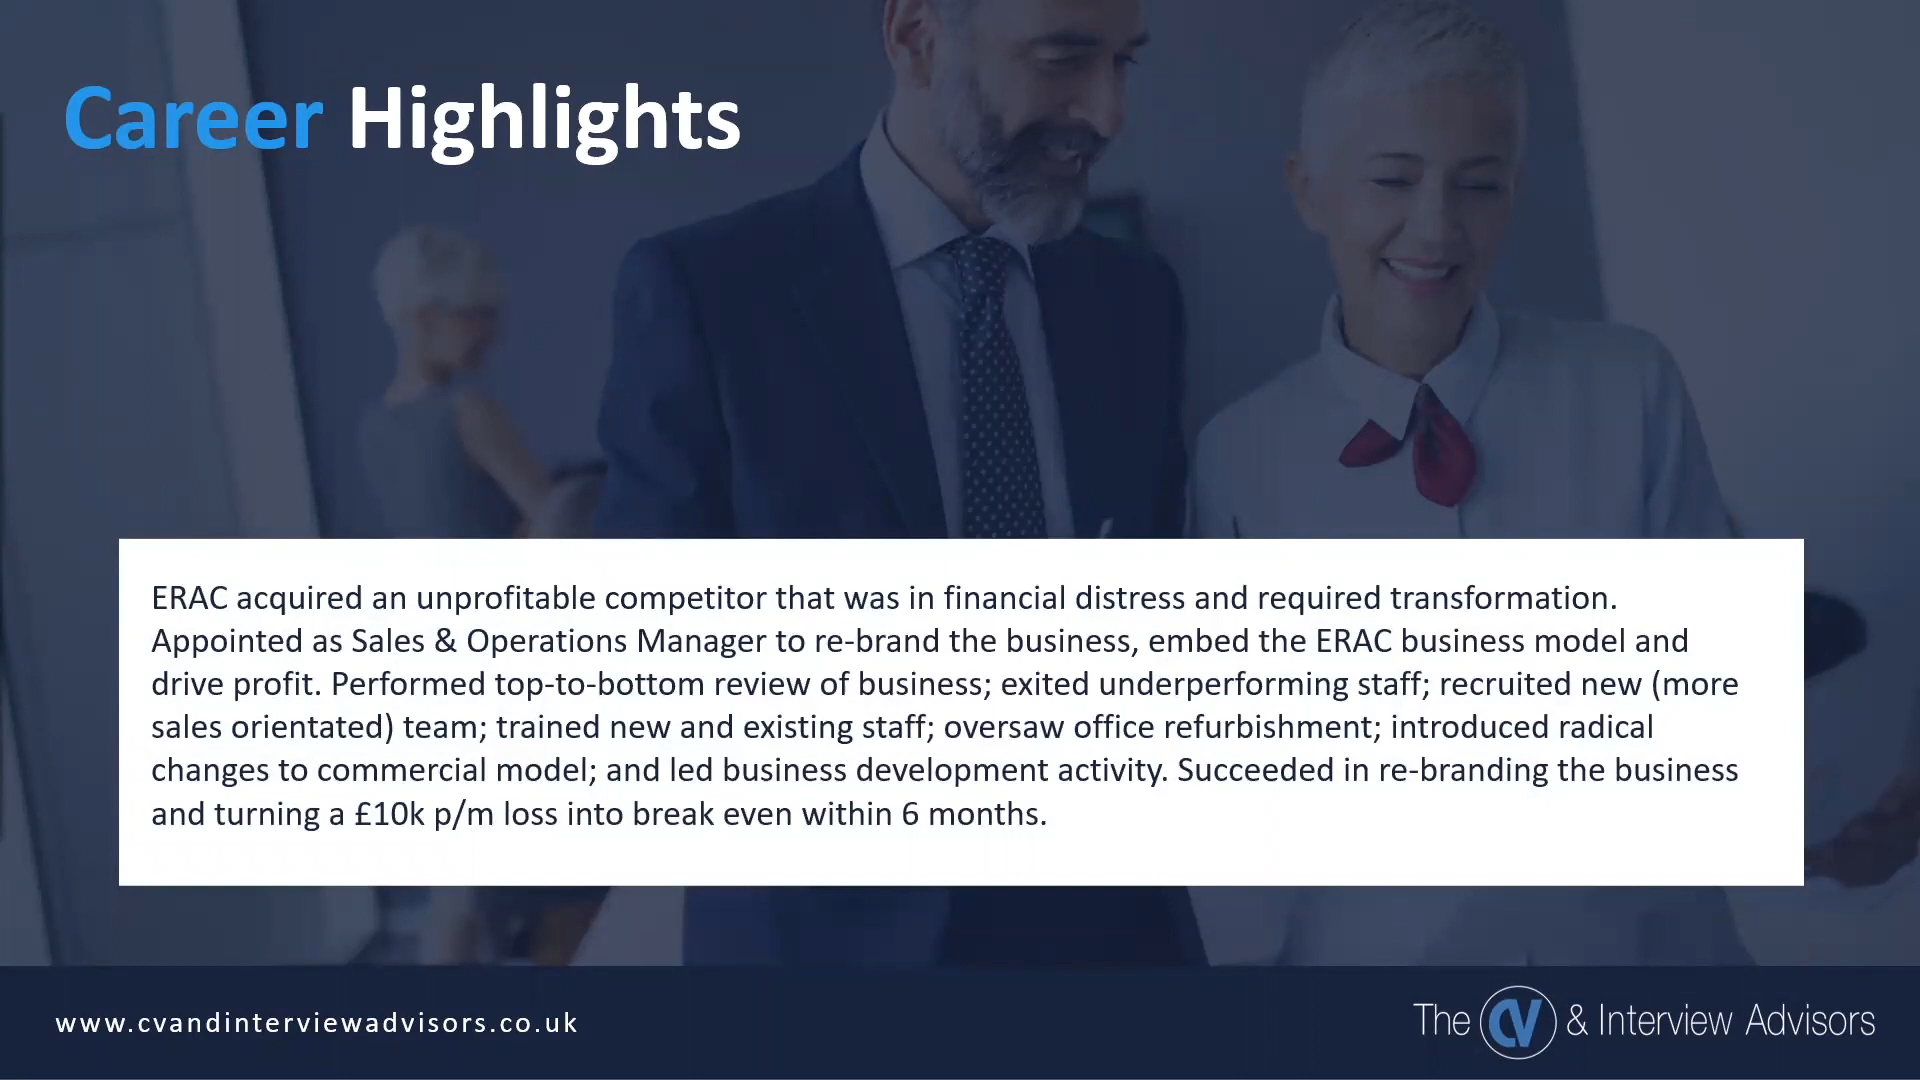 Career Highlights
ERAC acquired an unprofitable competitor that was in financial distress and required transformation.
Appointed as Sales & Operations Manager to re-brand the business, embed the ERAC business model and
drive profit. Performed top-to-bottom review of business; exited underperforming staff; recruited new (more
sales orientated) team; trained new and existing staff; oversaw office refurbishment; introduced radical
changes to commercial model; and led business development activity. Succeeded in re-branding the business
and turning a £10k p/m loss into break even within 6 months.
www.cvandinterviewadvisors.co.uk
The CV & Interview Advisors